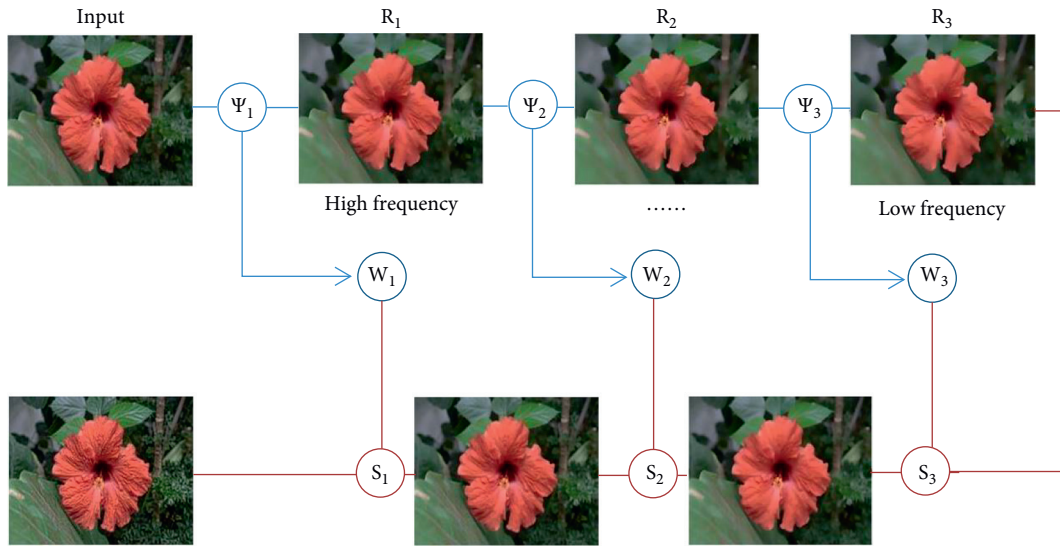 Input R₁ R₂ R₃
Ψ₁ Ψ₂ Ψ₃
High frequency …… Low frequency
W₁ W₂ W₃
S₁ S₂ S₃